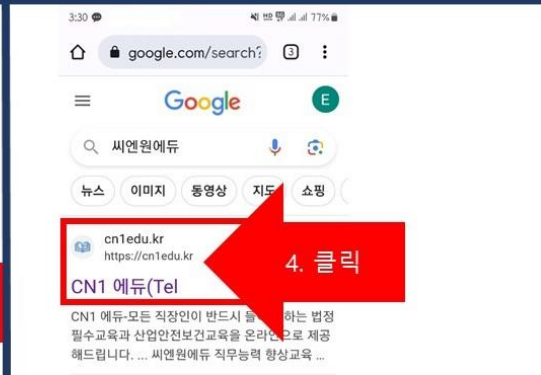 3:30
77%
google.com/search?
3
Google
E
씨엔원에듀
뉴스 이미지 동영상 지도 쇼핑
cn1edu.kr
https://cn1edu.kr
CN1 에듀(Tel
4. 클릭
CN1 에듀-모든 직장인이 반드시 하는 법정
필수교육과 산업안전보건교육을 온라인으로 제공
해드립니다. ... 씨엔원에듀 직무능력 향상교육 ...